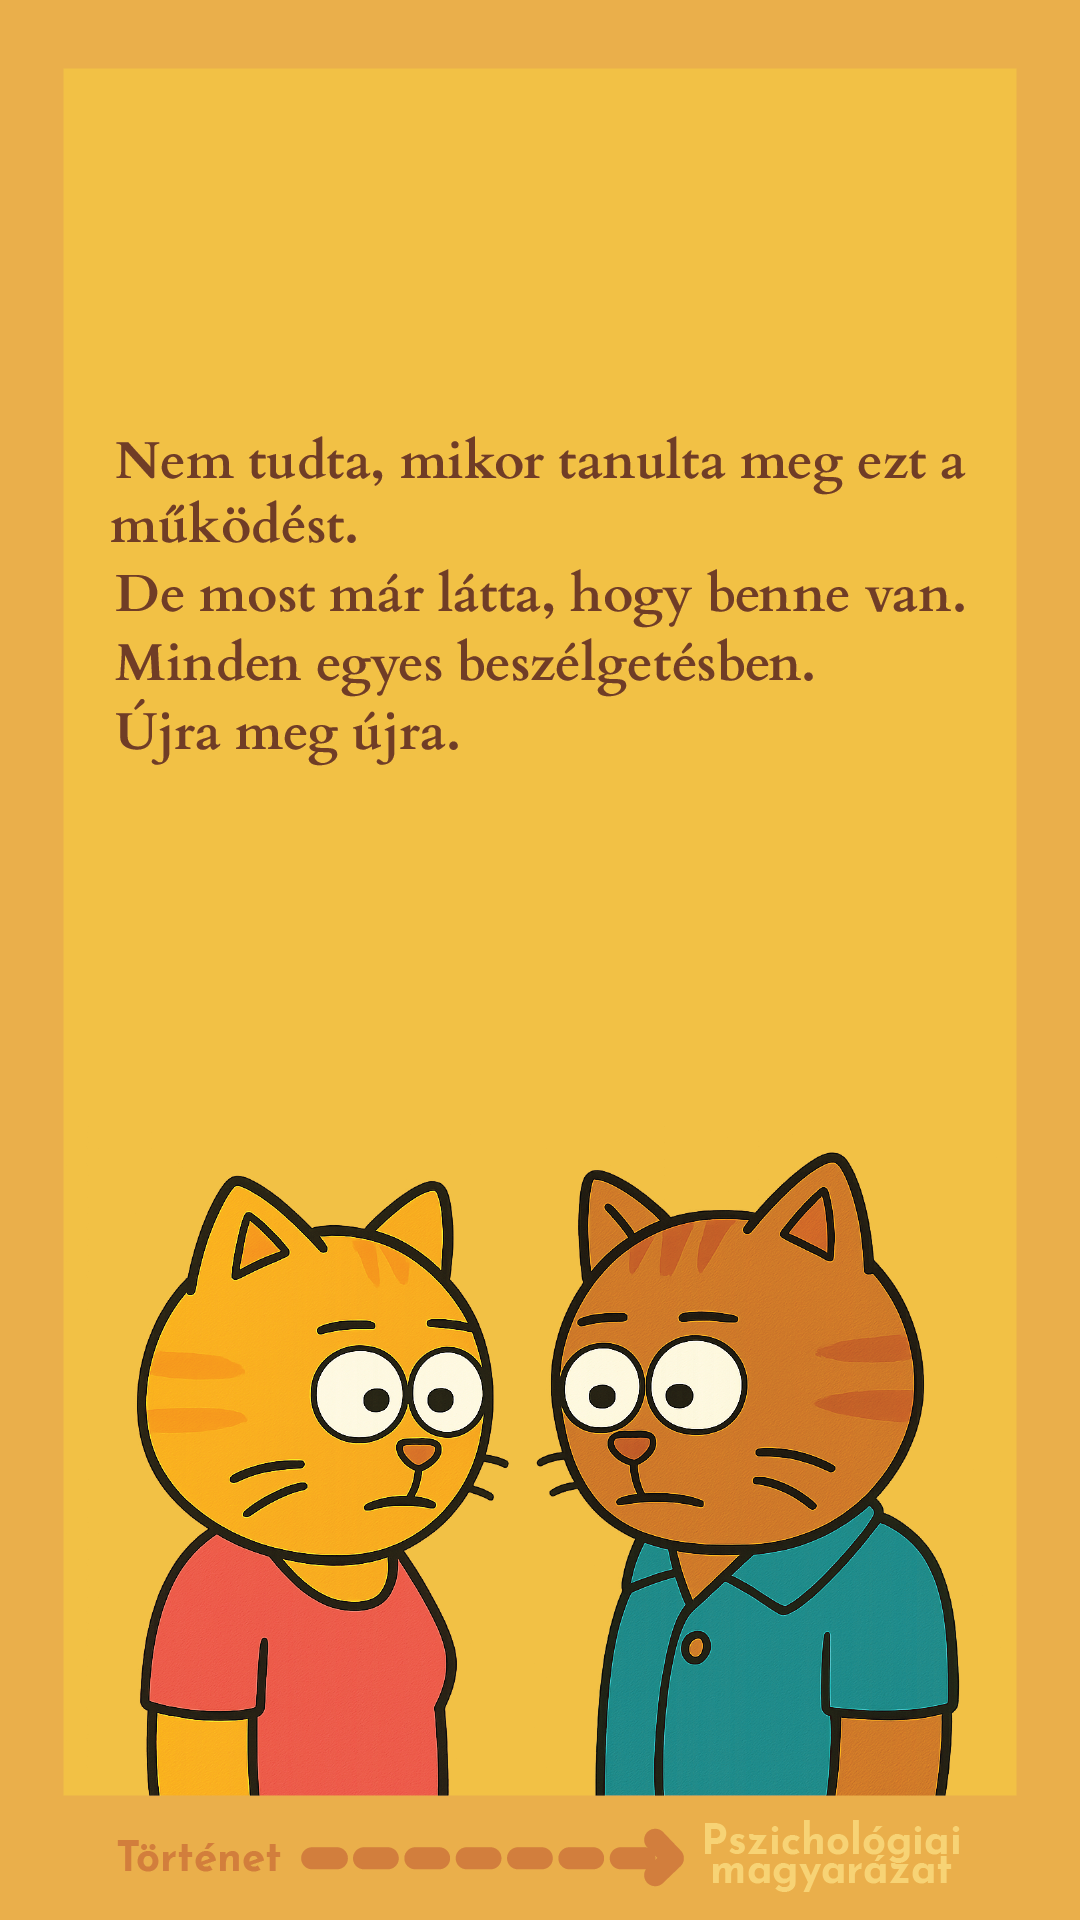 Nem tudta, mikor tanulta meg ezt a
működést.
De most már látta, hogy benne van.
Minden egyes beszélgetésben.
Újra meg újra.
Történet
Pszichológiai
magyarázat